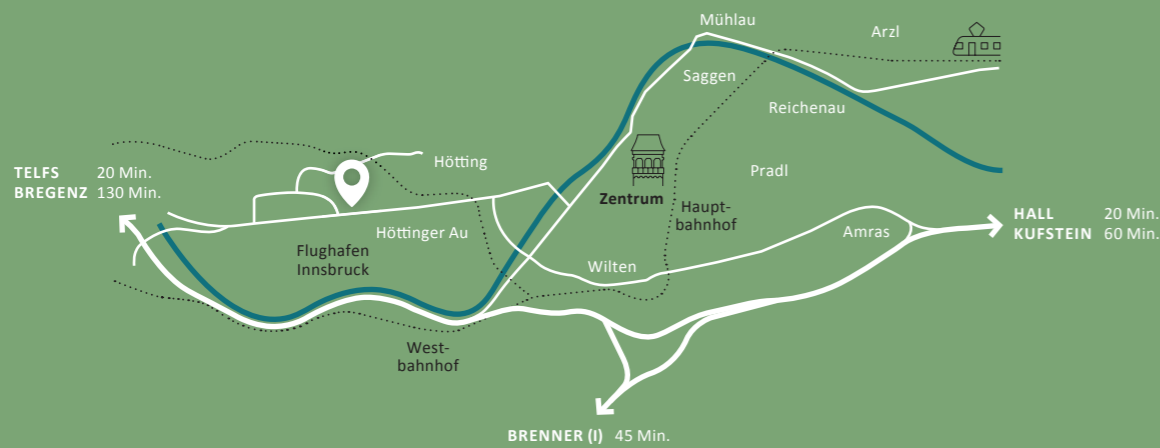 Mühlau
Arzl
Saggen
Reichenau
Hötting
TELFS 20 Min.
BREGENZ 130 Min.
Pradl
Zentrum
Haupt-
bahnhof
HALL 20 Min.
KUFSTEIN 60 Min.
Höttinger Au
Amras
Flughafen
Innsbruck
Wilten
West-
bahnhof
BRENNER (I) 45 Min.